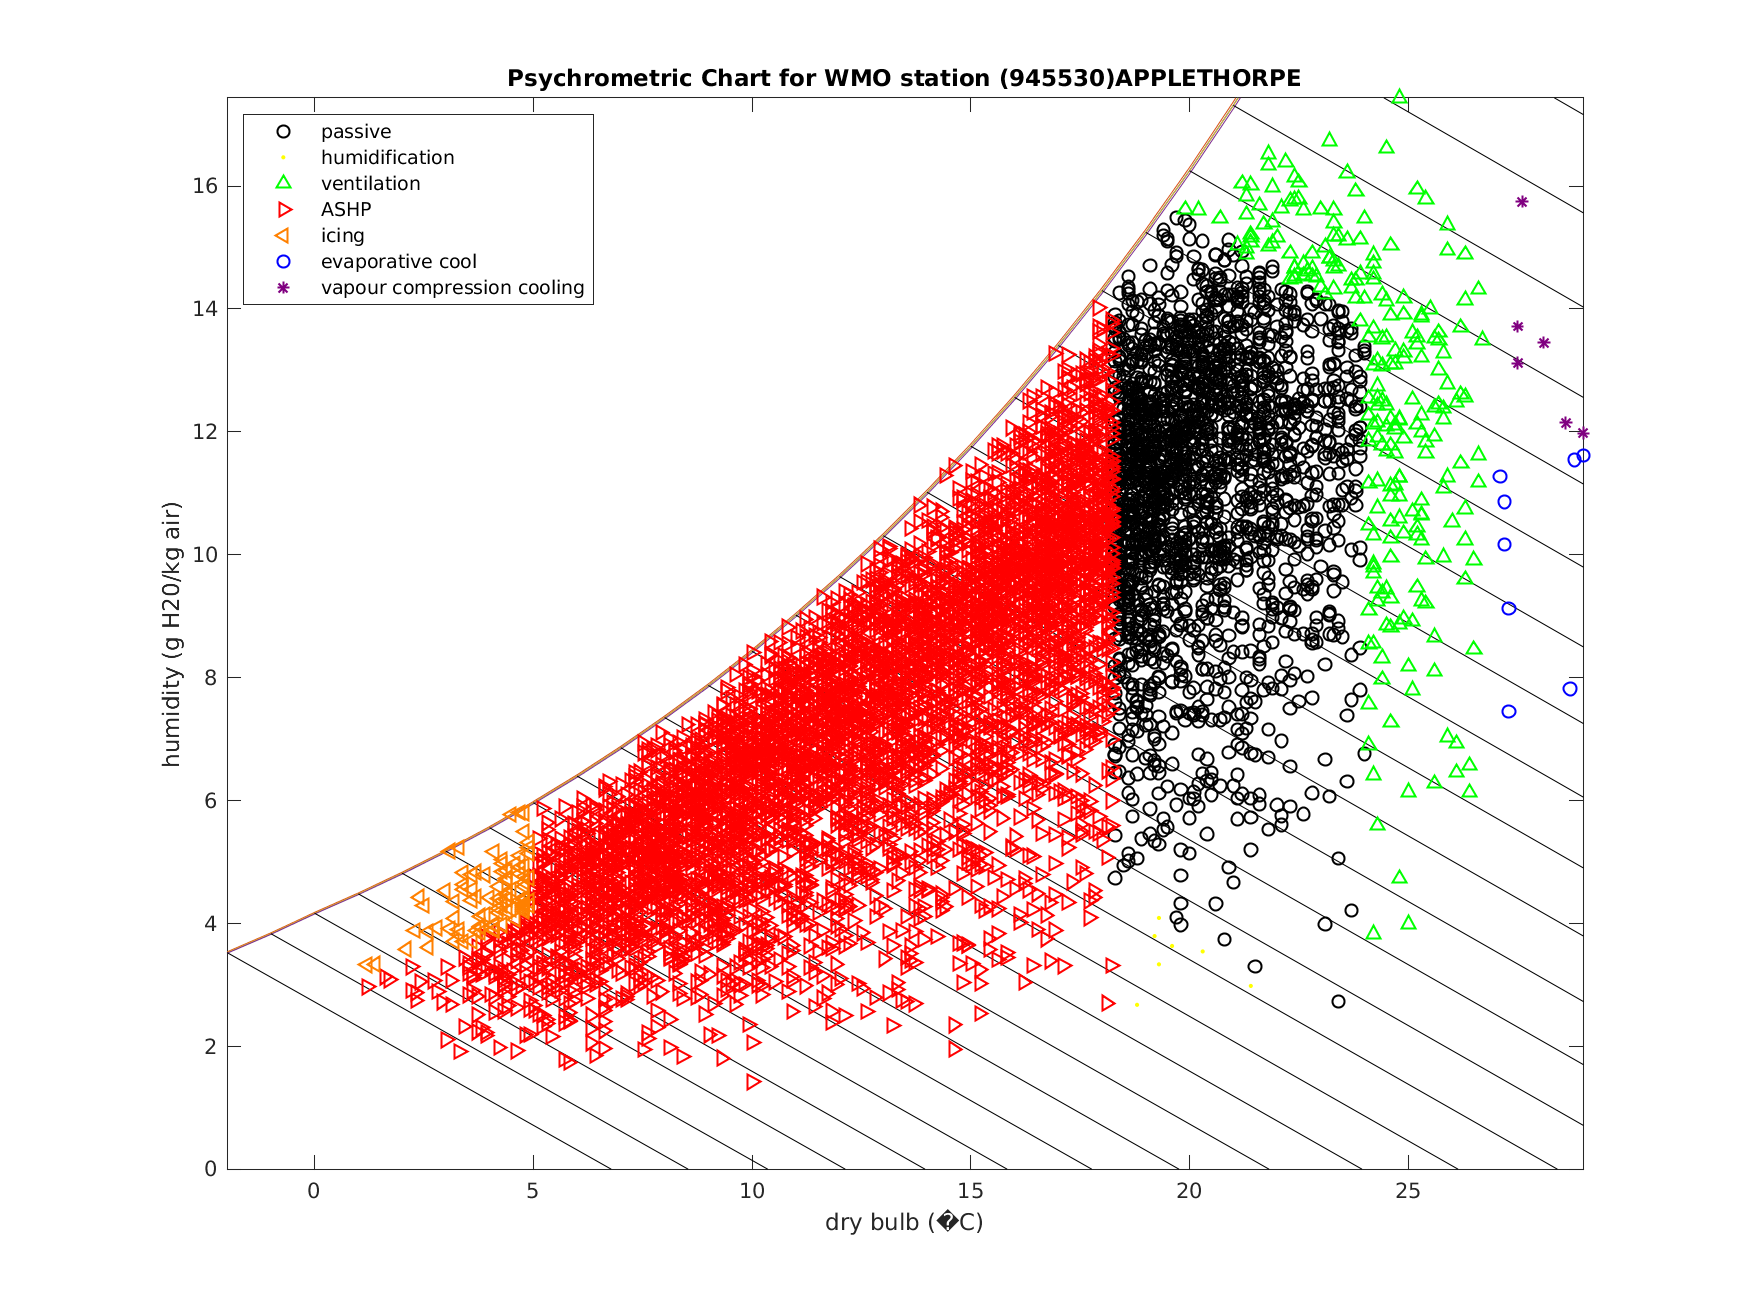 Psychrometric Chart for WMO station (945530)APPLETHORPE
passive
humidification
ventilation
ASHP
icing
evaporative cool
vapour compression cooling
humidity (g H20/kg air)
16
14
12
10
8
6
4
2
0
0 5 10 15 20 25
dry bulb (�C)